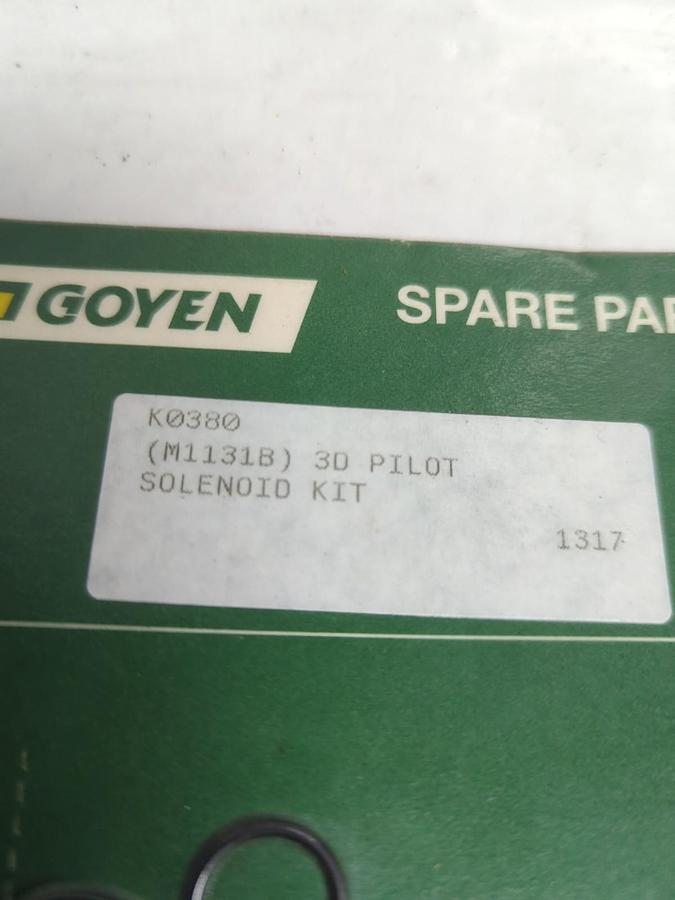 GOYEN
SPARE PAR
K0380
(M1131B) 3D PILOT
SOLENOID KIT
1317